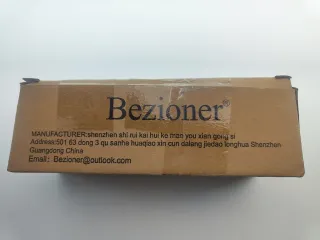 Bezioner®
MANUFACTURER:shenzhen shi rui kai hui ke mon you xian gong si
Address:501 63 dong 3 qu sanhe huaqiao xin cun dalang jiedao longhua Shenzhen
Guangdong China
Email: Bezioner@outlook.com